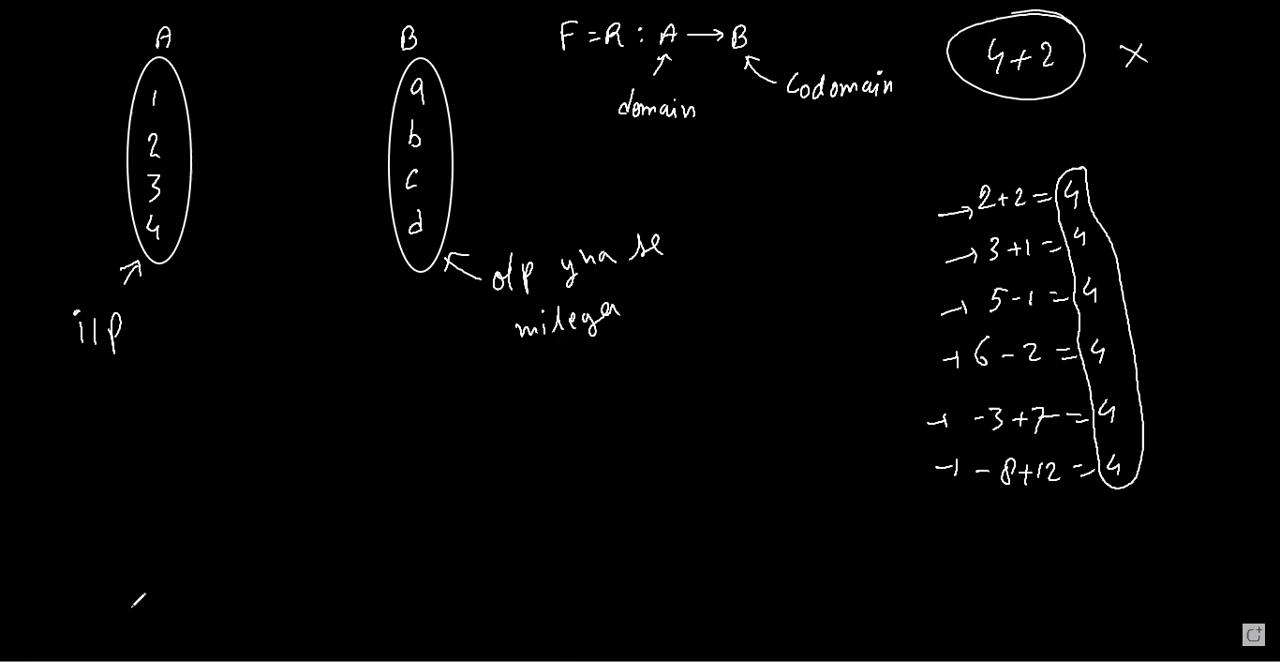 A
1
2
3
4
i/p
B
a
b
c
d
o/p yha se
milega
F = R : A → B
domain
Codomain
4+2 ×
→ 2+2 = 4
→ 3+1 = 4
→ 5-1 = 4
→ 6-2 = 4
→ -3+7 = 4
→ -8+12 = 4